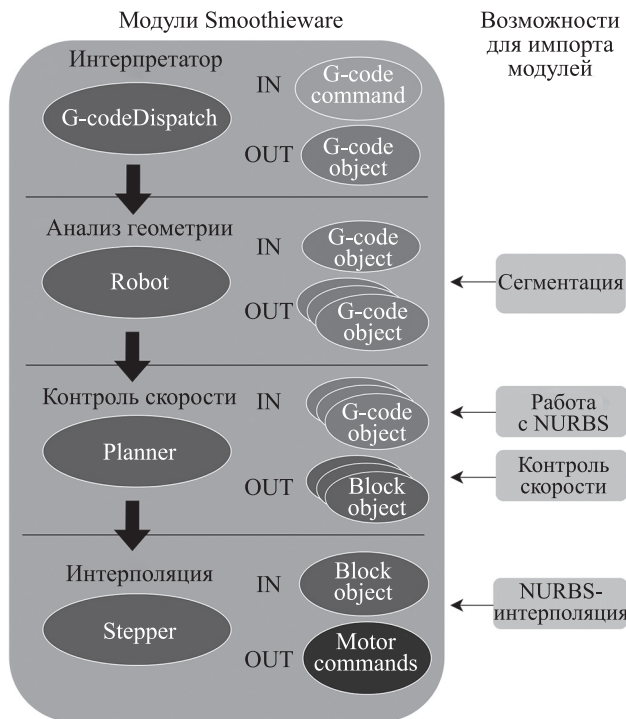 Модули Smoothieware
Возможности
для импорта
модулей
Интерпретатор
G-codeDispatch
IN
G-code
command
OUT
G-code
object
Анализ геометрии
Robot
IN
G-code
object
OUT
G-code
object
Сегментация
Контроль скорости
Planner
IN
G-code
object
OUT
Block
object
Работа
с NURBS
Контроль
скорости
Интерполяция
Stepper
IN
Block
object
OUT
Motor
commands
NURBS-
интерполяция